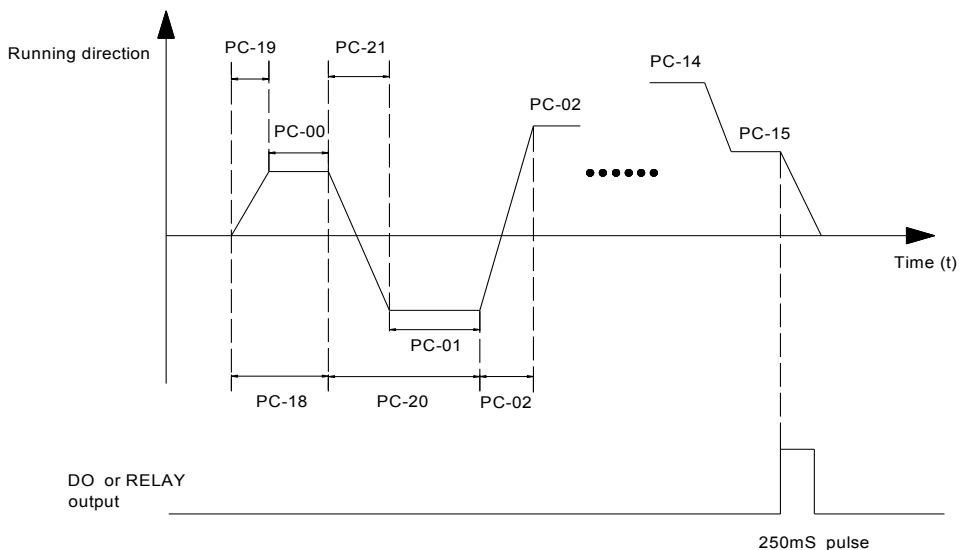 Running direction
PC-19
PC-21
PC-14
PC-02
PC-00
PC-15
Time (t)
PC-01
PC-18
PC-20
PC-02
DO or RELAY
output
250mS pulse